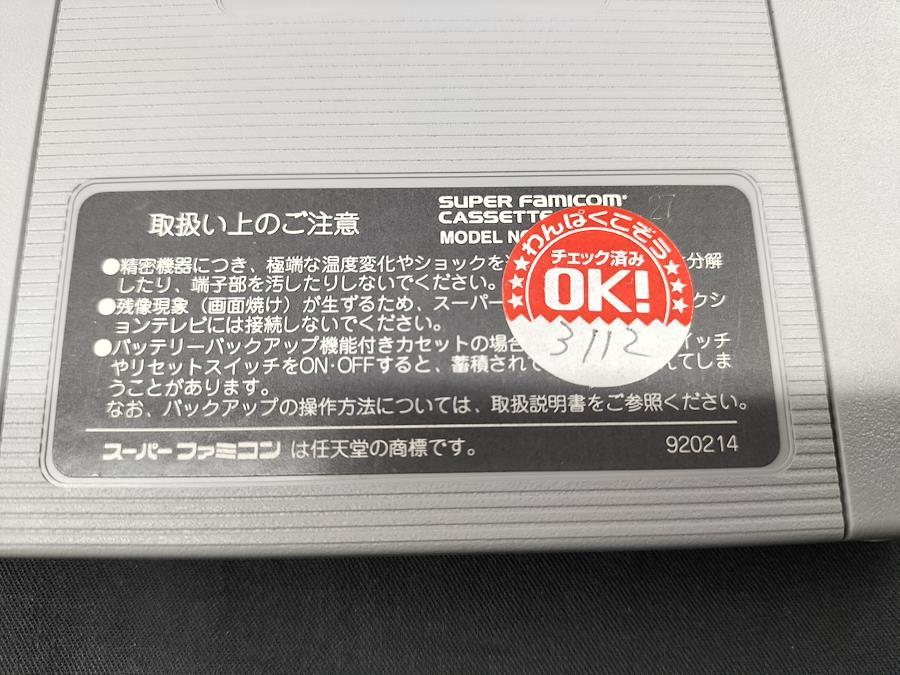 取扱い上のご注意
SUPER FAMICOM
CASSETTE
MODEL NO
27
●精密機器につき、極端な温度変化やショックを 分解
したり、端子部を汚したりしないでください。
●残像現象（画面焼け）が生ずるため、スーパー クシ
ョンテレビには接続しないでください。
●バッテリーバックアップ機能付きカセットの場合 イッチ
やリセットスイッチをON·OFFすると、蓄積されて れてしま
うことがあります。
なお、バックアップの操作方法については、取扱説明書をご参照ください。
スーパーファミコン は任天堂の商標です。
920214
わんぱくこぞう
チェック済み
OK!
3112